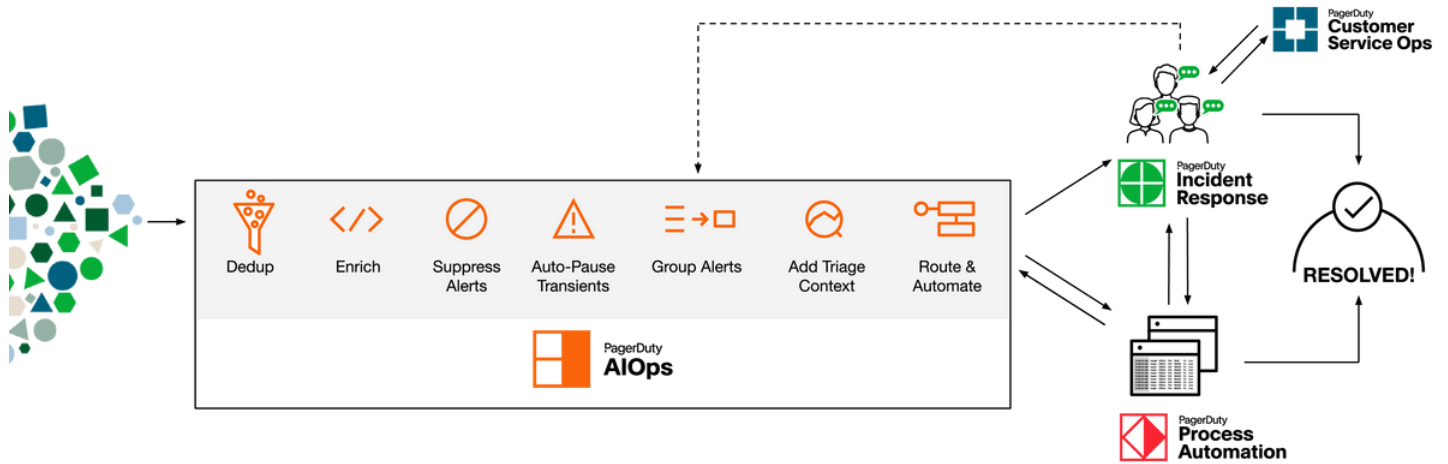 PagerDuty
Customer
Service Ops
PagerDuty
Incident
Response
Dedup
Enrich
Suppress
Alerts
Auto-Pause
Transients
Group Alerts
Add Triage
Context
Route &
Automate
RESOLVED!
PagerDuty
AIOps
PagerDuty
Process
Automation